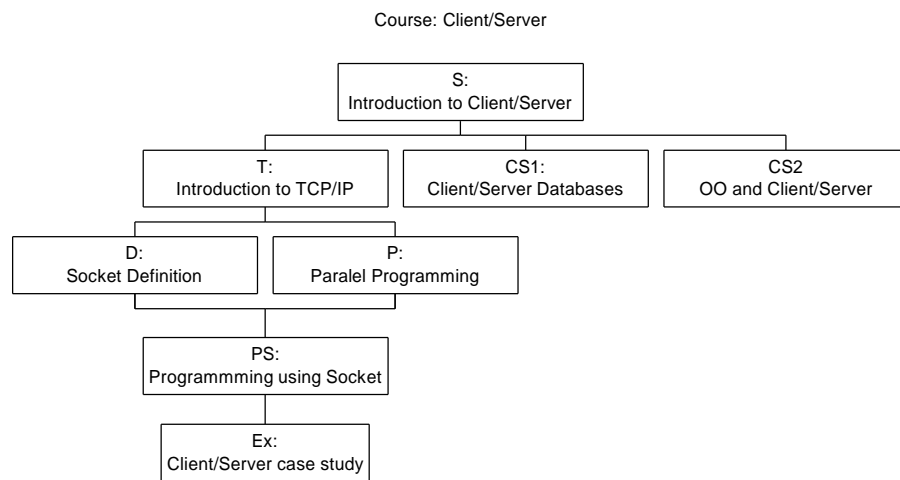 Course: Client/Server
S:
Introduction to Client/Server
T:
Introduction to TCP/IP
CS1:
Client/Server Databases
CS2
OO and Client/Server
D:
Socket Definition
P:
Paralel Programming
PS:
Programmming using Socket
Ex:
Client/Server case study